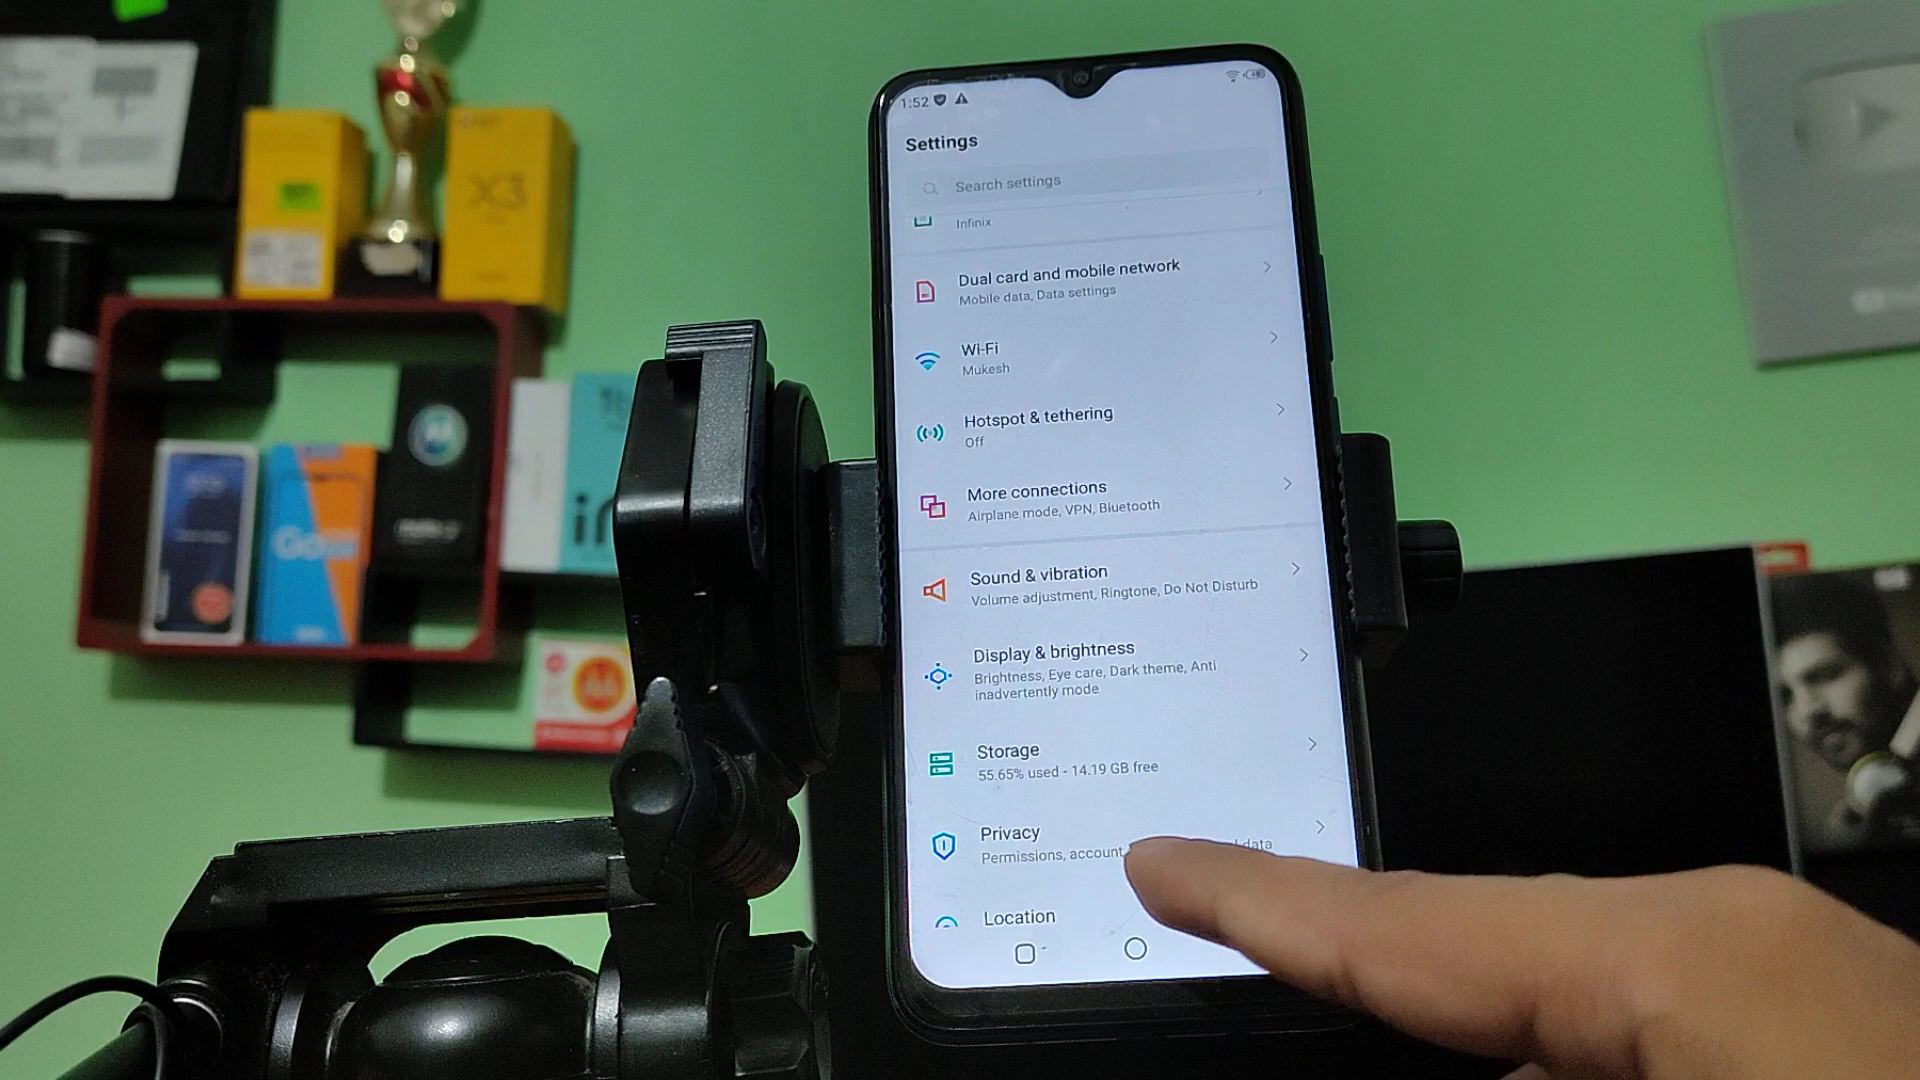 1:52
Settings
Search settings
Infinix
Dual card and mobile network
Mobile data, Data settings
Wi-Fi
Mukesh
Hotspot & tethering
Off
More connections
Airplane mode, VPN, Bluetooth
Sound & vibration
Volume adjustment, Ringtone, Do Not Disturb
Display & brightness
Brightness, Eye care, Dark theme, Anti
inadvertently mode
Storage
55.65% used - 14.19 GB free
Privacy
Permissions, account data
Location
X3
Go